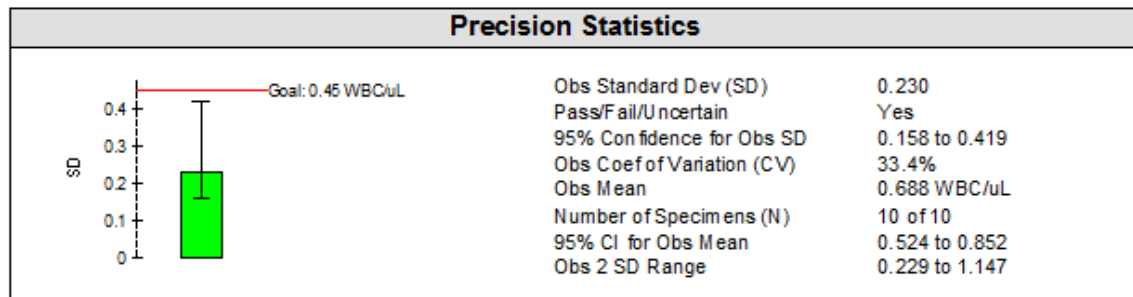 Precision Statistics
Goal: 0.45 WBC/uL
0.4
0.3
0.2
0.1
0
SD
Obs Standard Dev (SD) 0.230
Pass/Fail/Uncertain Yes
95% Confidence for Obs SD 0.158 to 0.419
Obs Coef of Variation (CV) 33.4%
Obs Mean 0.688 WBC/uL
Number of Specimens (N) 10 of 10
95% CI for Obs Mean 0.524 to 0.852
Obs 2 SD Range 0.229 to 1.147